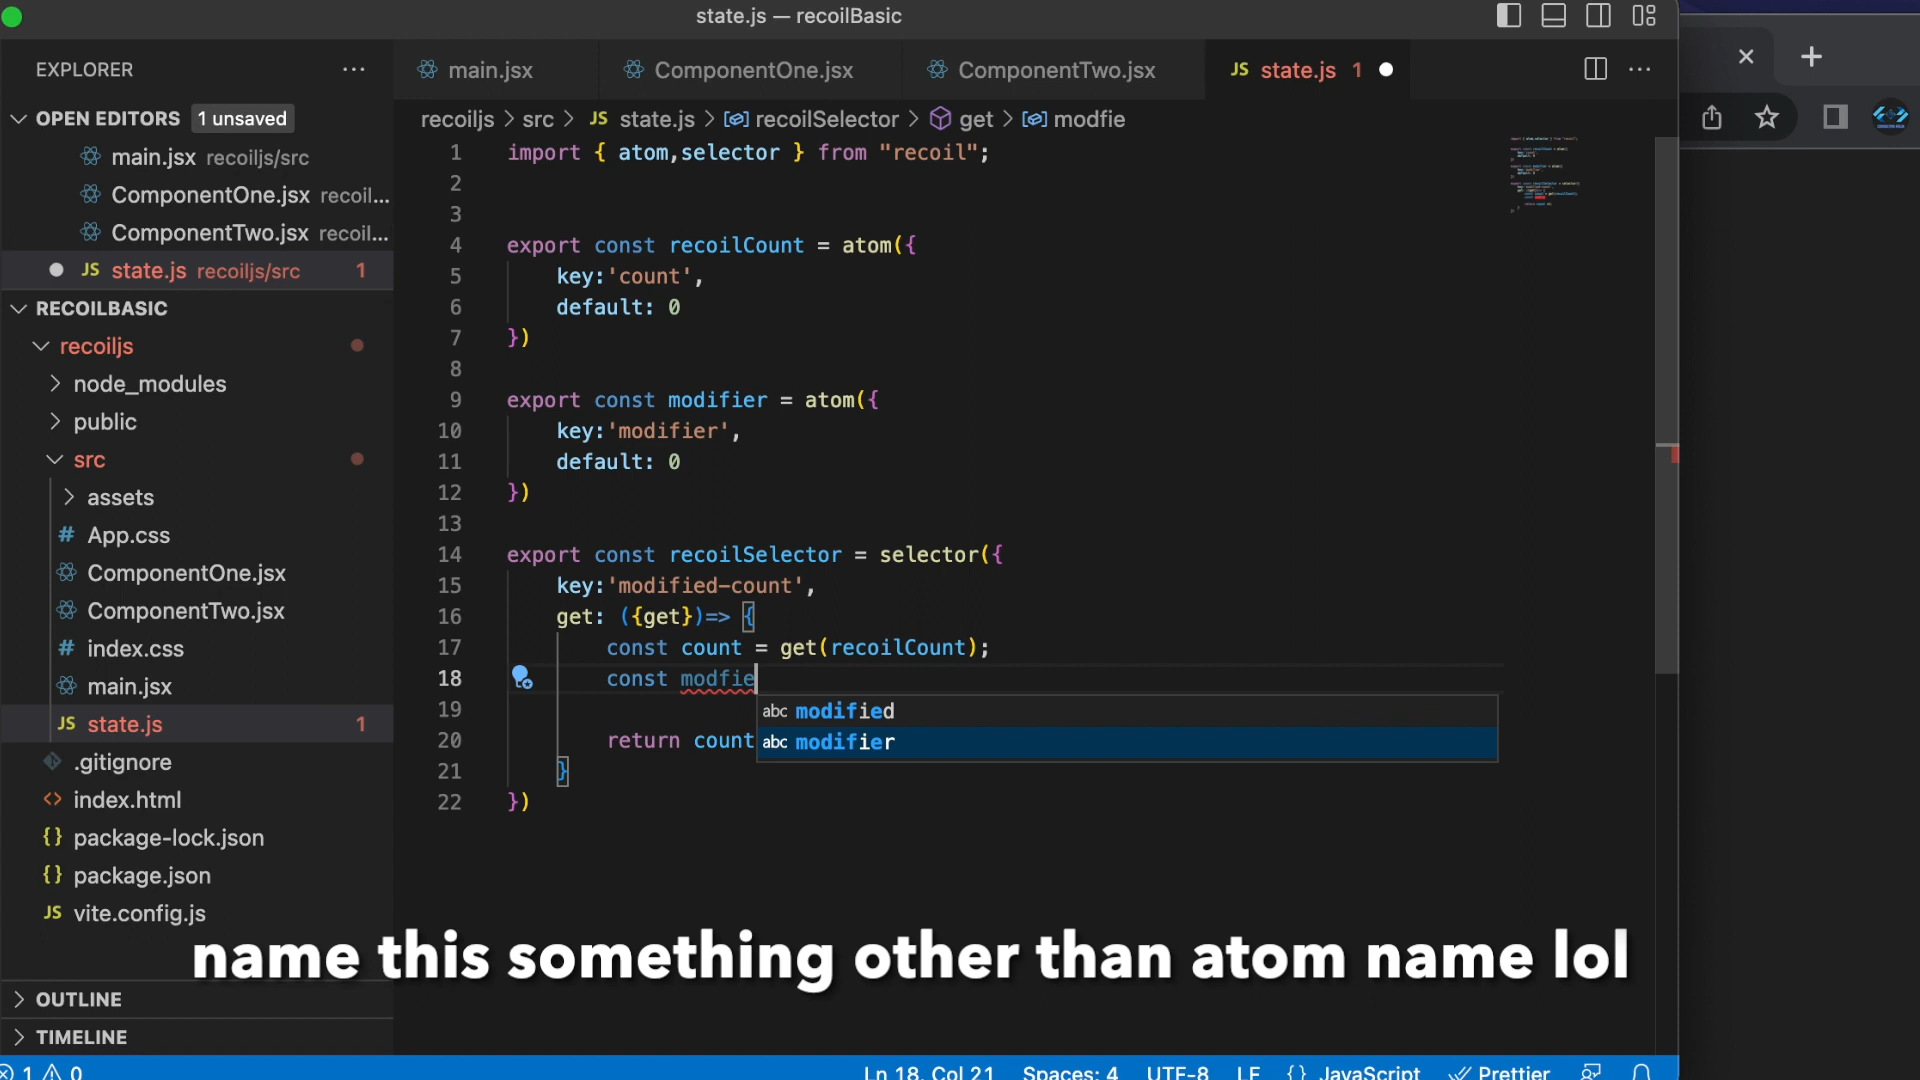 state.js — recoilBasic
EXPLORER
main.jsx
ComponentOne.jsx
ComponentTwo.jsx
JS state.js 1
OPEN EDITORS 1 unsaved
main.jsx recoiljs/src
ComponentOne.jsx recoil...
ComponentTwo.jsx recoil...
JS state.js recoiljs/src 1
RECOILBASIC
recoiljs
node_modules
public
src
assets
# App.css
ComponentOne.jsx
ComponentTwo.jsx
# index.css
main.jsx
JS state.js 1
.gitignore
<> index.html
{} package-lock.json
{} package.json
JS vite.config.js
OUTLINE
TIMELINE
recoiljs > src > JS state.js > recoilSelector > get > modfie
1 import { atom,selector } from "recoil";
2
3
4 export const recoilCount = atom({
5 key:'count',
6 default: 0
7 })
8
9 export const modifier = atom({
10 key:'modifier',
11 default: 0
12 })
13
14 export const recoilSelector = selector({
15 key:'modified-count',
16 get: ({get})=> {
17 const count = get(recoilCount);
18 const modfie
19
20 return count
21 }
22 })
abc modified
abc modifier
name this something other than atom name lol
1 0
Ln 18, Col 21 Spaces: 4 UTF-8 LF {} JavaScript Prettier